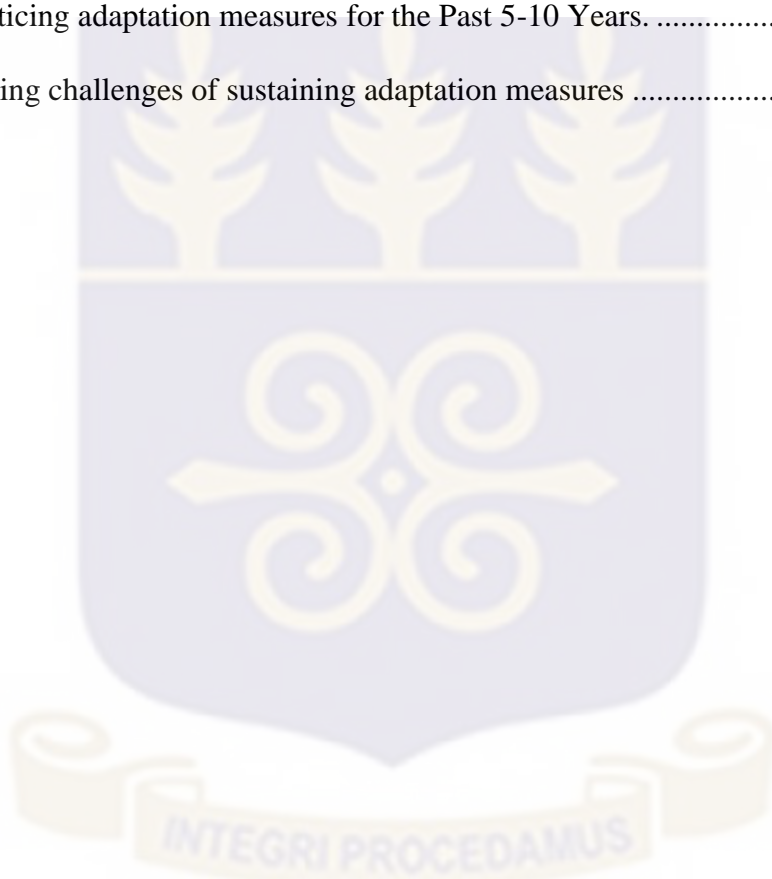 ticing adaptation measures for the Past 5-10 Years. ................
ing challenges of sustaining adaptation measures ...................
INTEGRI PROCEDAMUS